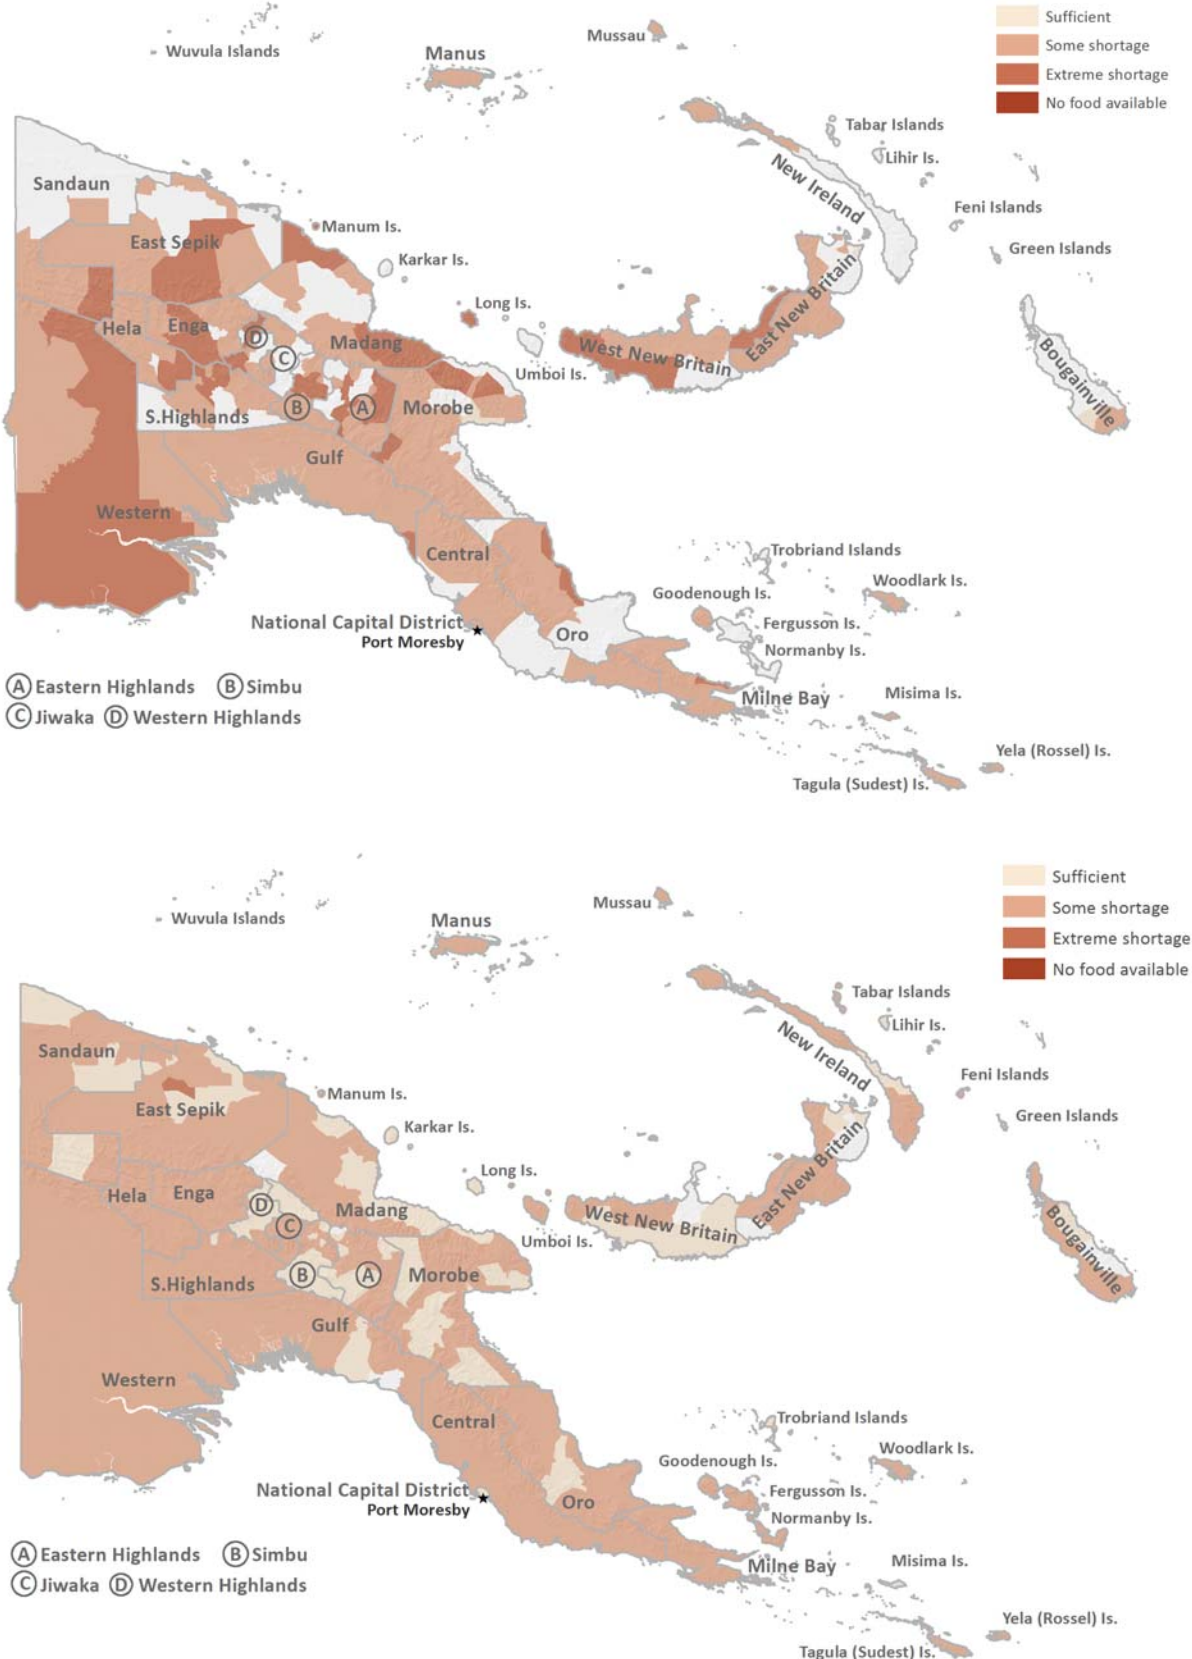 Sufficient
Some shortage
Extreme shortage
No food available
Mussau
Wuvula Islands
Manus
Tabar Islands
Lihir Is.
New Ireland
Sandaun
Feni Islands
Manum Is.
East Sepik
Green Islands
Karkar Is.
Long Is.
East New Britain
Hela
Enga
D
Madang
C
West New Britain
Bougainville
Umboi Is.
S.Highlands
B
A
Morobe
Gulf
Western
Central
Trobriand Islands
Woodlark Is.
Goodenough Is.
National Capital District
Port Moresby
Fergusson Is.
Oro
Normanby Is.
A Eastern Highlands B Simbu
C Jiwaka D Western Highlands
Milne Bay
Misima Is.
Yela (Rossel) Is.
Tagula (Sudest) Is.
Sufficient
Some shortage
Extreme shortage
No food available
Mussau
Wuvula Islands
Manus
Tabar Islands
Lihir Is.
New Ireland
Sandaun
Feni Islands
Manum Is.
East Sepik
Green Islands
Karkar Is.
Long Is.
East New Britain
Hela
Enga
D
Madang
C
West New Britain
Bougainville
Umboi Is.
S.Highlands
B
A
Morobe
Gulf
Western
Central
Trobriand Islands
Woodlark Is.
Goodenough Is.
National Capital District
Port Moresby
Fergusson Is.
Oro
Normanby Is.
A Eastern Highlands B Simbu
C Jiwaka D Western Highlands
Milne Bay
Misima Is.
Yela (Rossel) Is.
Tagula (Sudest) Is.